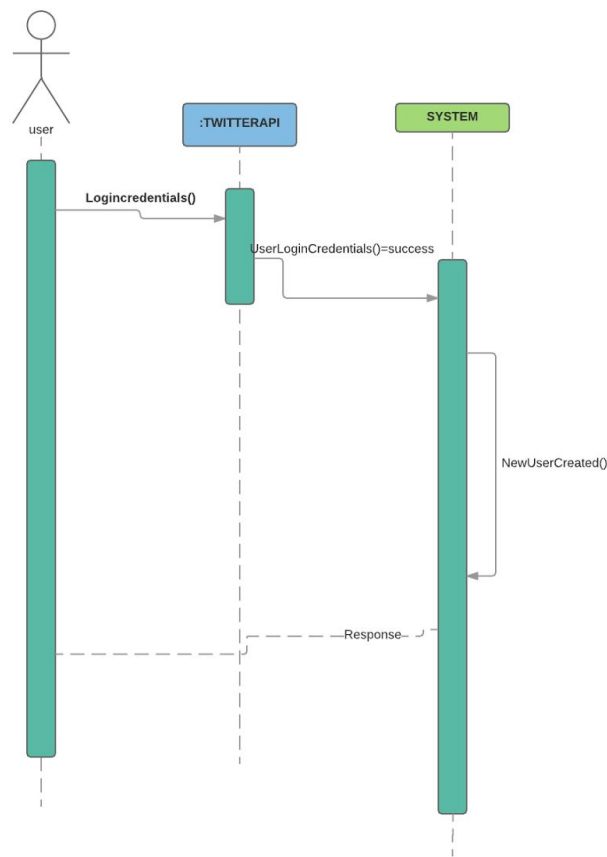 user
:TWITTERAPI
SYSTEM
Logincredentials()
UserLoginCredentials()=success
NewUserCreated()
Response